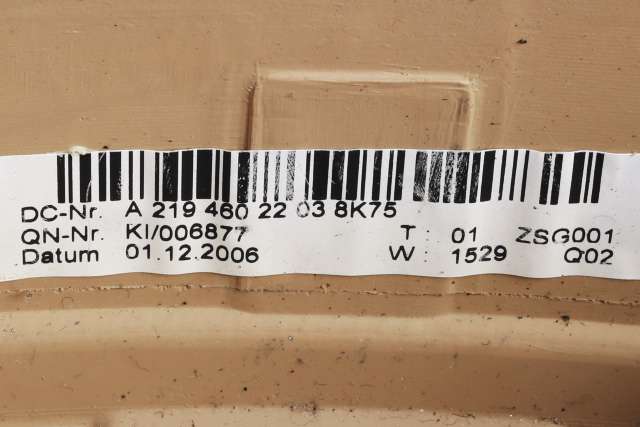 DC-Nr. A 219 460 22 03 8K75
QN-Nr. KI/006877 T : 01 ZSG001
Datum 01.12.2006 W : 1529 Q02